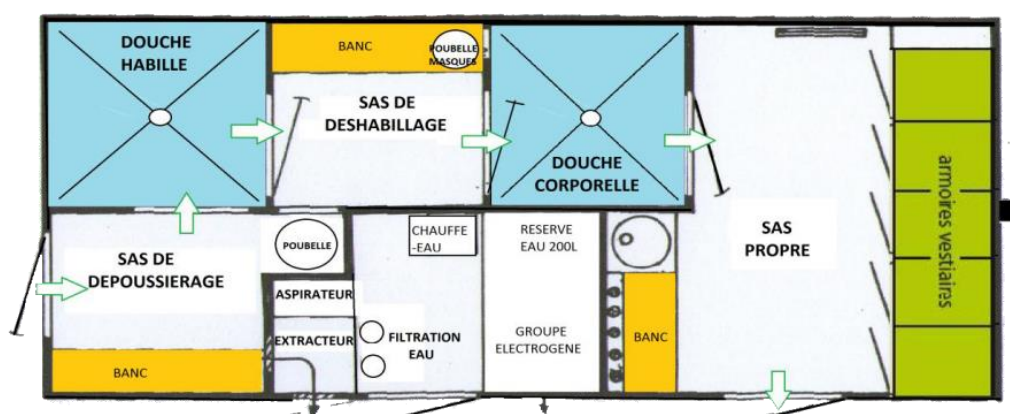 DOUCHE
HABILLE
BANC
POUBELLE
MASQUES
SAS DE
DESHABILLAGE
DOUCHE
CORPORELLE
SAS
PROPRE
armoires vestiaires
SAS DE
DEPOUSSIERAGE
POUBELLE
CHAUFFE
-EAU
RESERVE
EAU 200L
ASPIRATEUR
EXTRACTEUR
FILTRATION
EAU
GROUPE
ELECTROGENE
BANC
BANC